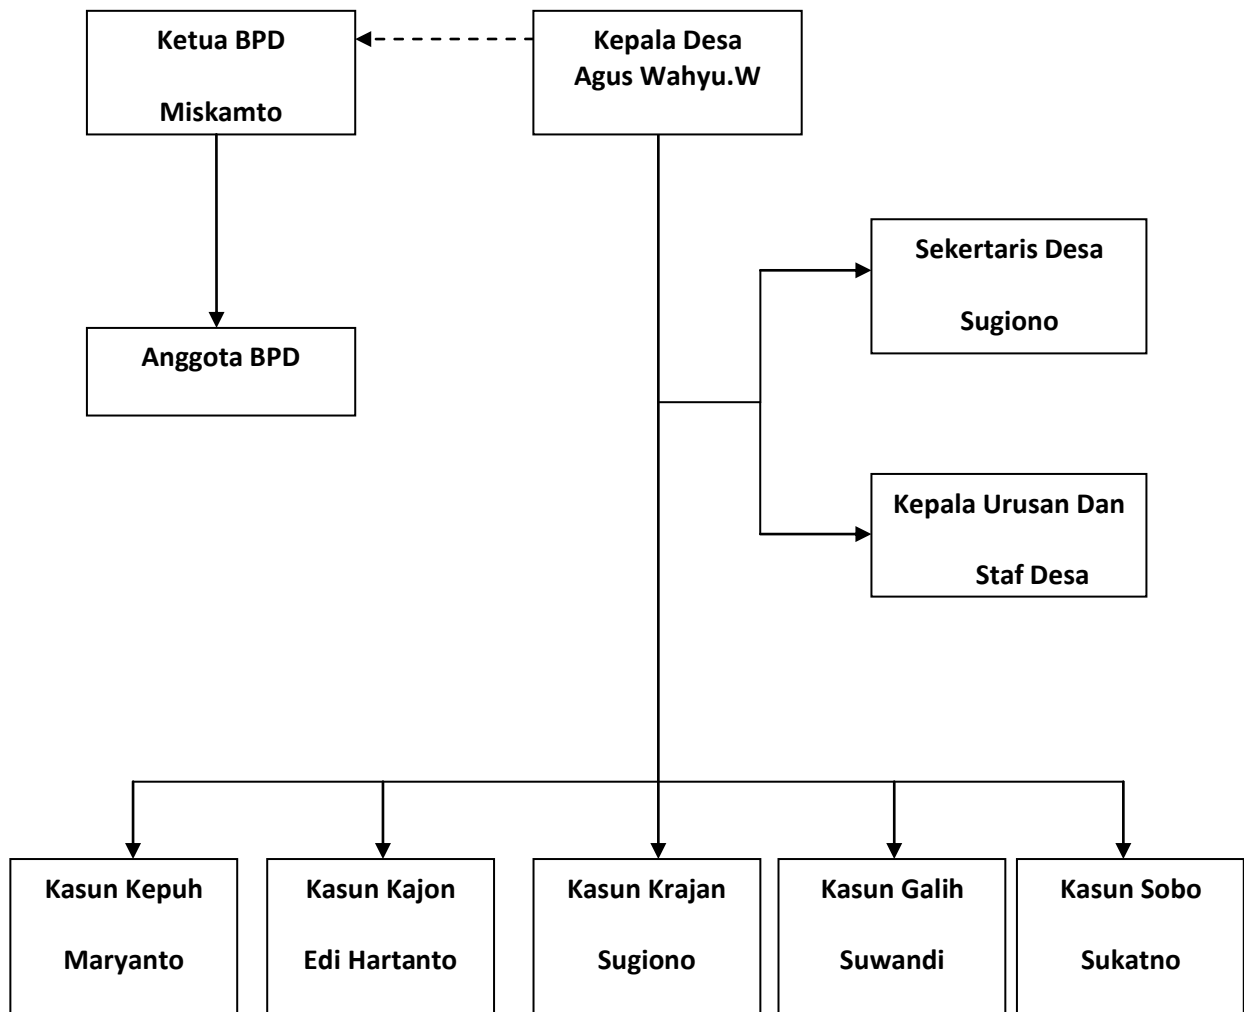 Ketua BPD
Miskamto
Kepala Desa
Agus Wahyu.W
Sekertaris Desa
Sugiono
Anggota BPD
Kepala Urusan Dan
Staf Desa
Kasun Kepuh
Maryanto
Kasun Kajon
Edi Hartanto
Kasun Krajan
Sugiono
Kasun Galih
Suwandi
Kasun Sobo
Sukatno